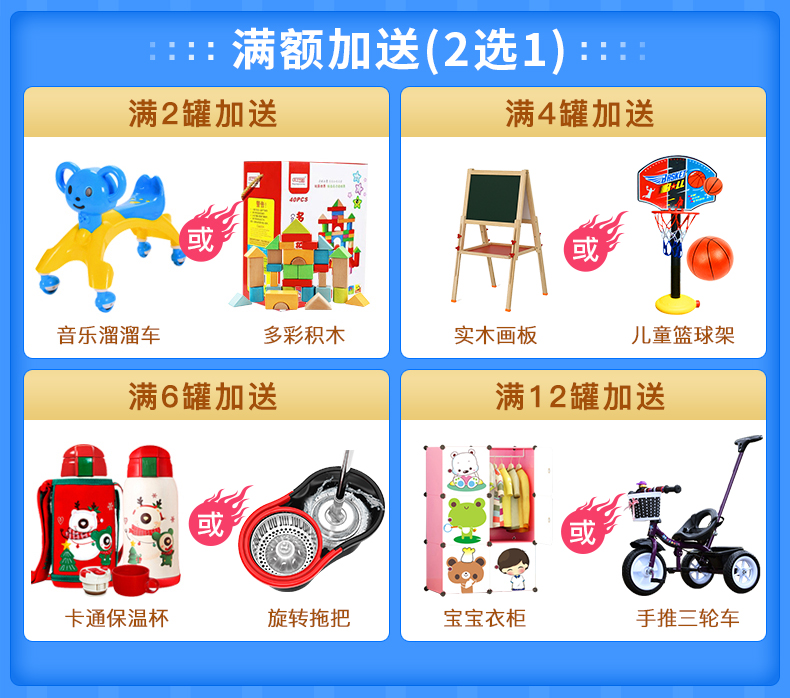 满额加送(2选1)
满2罐加送
40PCS
或
音乐溜溜车
多彩积木
满4罐加送
或
实木画板
儿童篮球架
满6罐加送
或
卡通保温杯
旋转拖把
满12罐加送
或
宝宝衣柜
手推三轮车